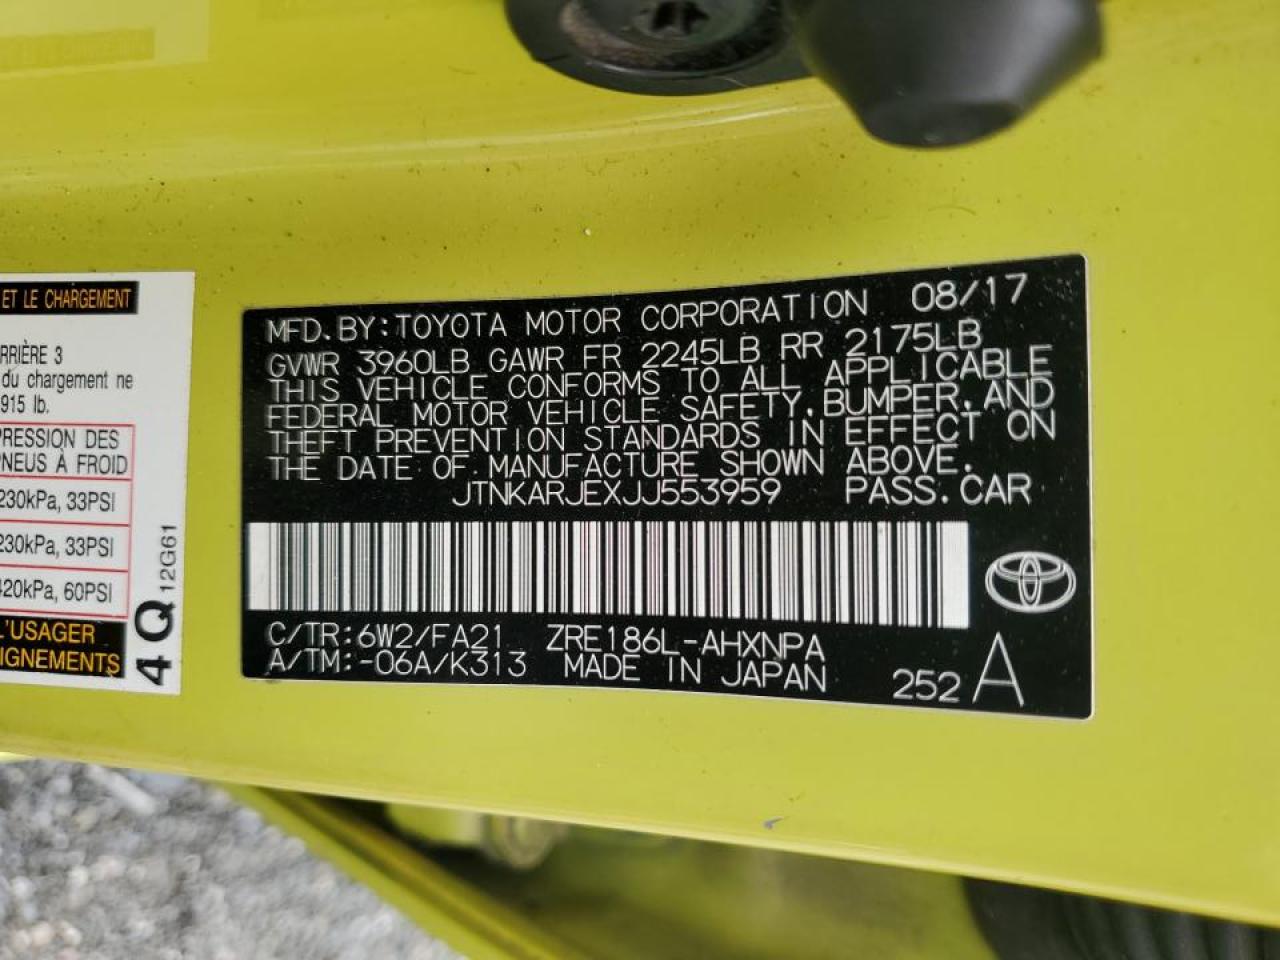 ET LE CHARGEMENT
RRIÈRE 3
du chargement ne
915 lb.
PRESSION DES
PNEUS À FROID
230kPa, 33PSI
230kPa, 33PSI
420kPa, 60PSI
L'USAGER
IGNEMENTS
4Q 12G61
MFD.BY:TOYOTA MOTOR CORPORATION 08/17
GVWR 3960LB GAWR FR 2245LB RR 2175LB
THIS VEHICLE CONFORMS TO ALL APPLICABLE
FEDERAL MOTOR VEHICLE SAFETY,BUMPER,AND
THEFT PREVENTION STANDARDS IN EFFECT ON
THE DATE OF MANUFACTURE SHOWN ABOVE.
JTNKARJEXJJ553959 PASS.CAR
C/TR:6W2/FA21 ZRE186L-AHXNPA
A/TM:-06A/K313 MADE IN JAPAN 252 A